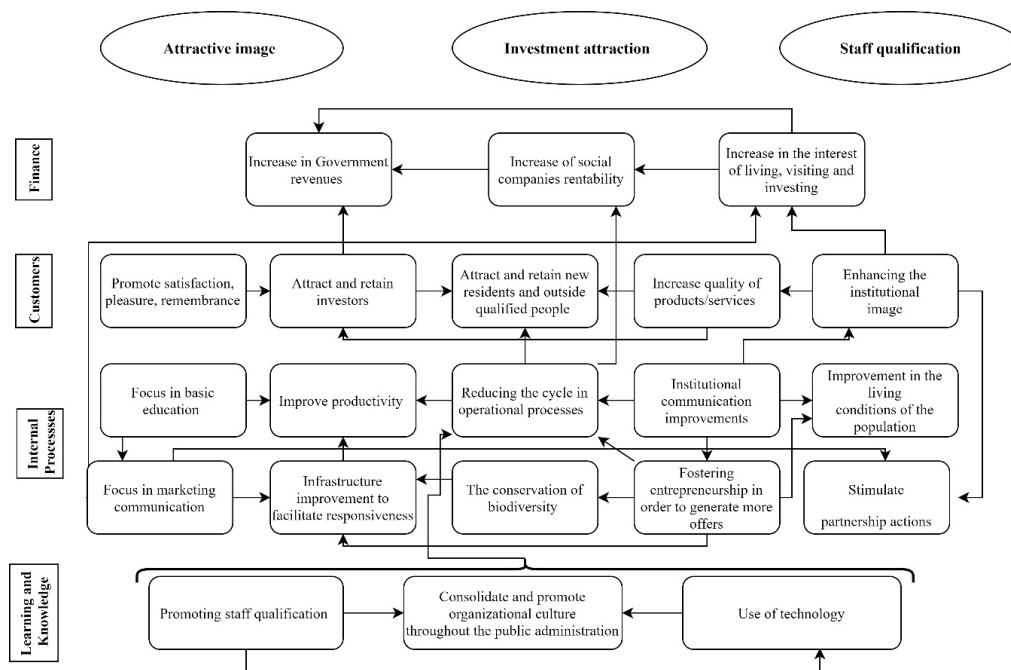 Attractive image
Investment attraction
Staff qualification
Finance
Increase in Government
revenues
Increase of social
companies rentability
Increase in the interest
of living, visiting and
investing
Customers
Promote satisfaction,
pleasure, remembrance
Attract and retain
investors
Attract and retain new
residents and outside
qualified people
Increase quality of
products/services
Enhancing the
institutional
image
Internal
Processses
Focus in basic
education
Improve productivity
Reducing the cycle in
operational processes
Institutional
communication
improvements
Improvement in the
living
conditions of the
population
Focus in marketing
communication
Infrastructure
improvement to
facilitate responsiveness
The conservation of
biodiversity
Fostering
entrepreneurship in
order to generate more
offers
Stimulate
partnership actions
Learning and
Knowledge
Promoting staff qualification
Consolidate and promote
organizational culture
throughout the public administration
Use of technology